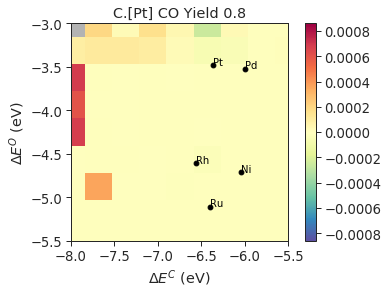 C.[Pt] CO Yield 0.8
−3.0
−3.5
−4.0
−4.5
−5.0
−5.5
ΔE^O (eV)
Pt
Pd
Rh
Ni
Ru
−8.0 −7.5 −7.0 −6.5 −6.0 −5.5
ΔE^C (eV)
0.0008
0.0006
0.0004
0.0002
0.0000
−0.0002
−0.0004
−0.0006
−0.0008